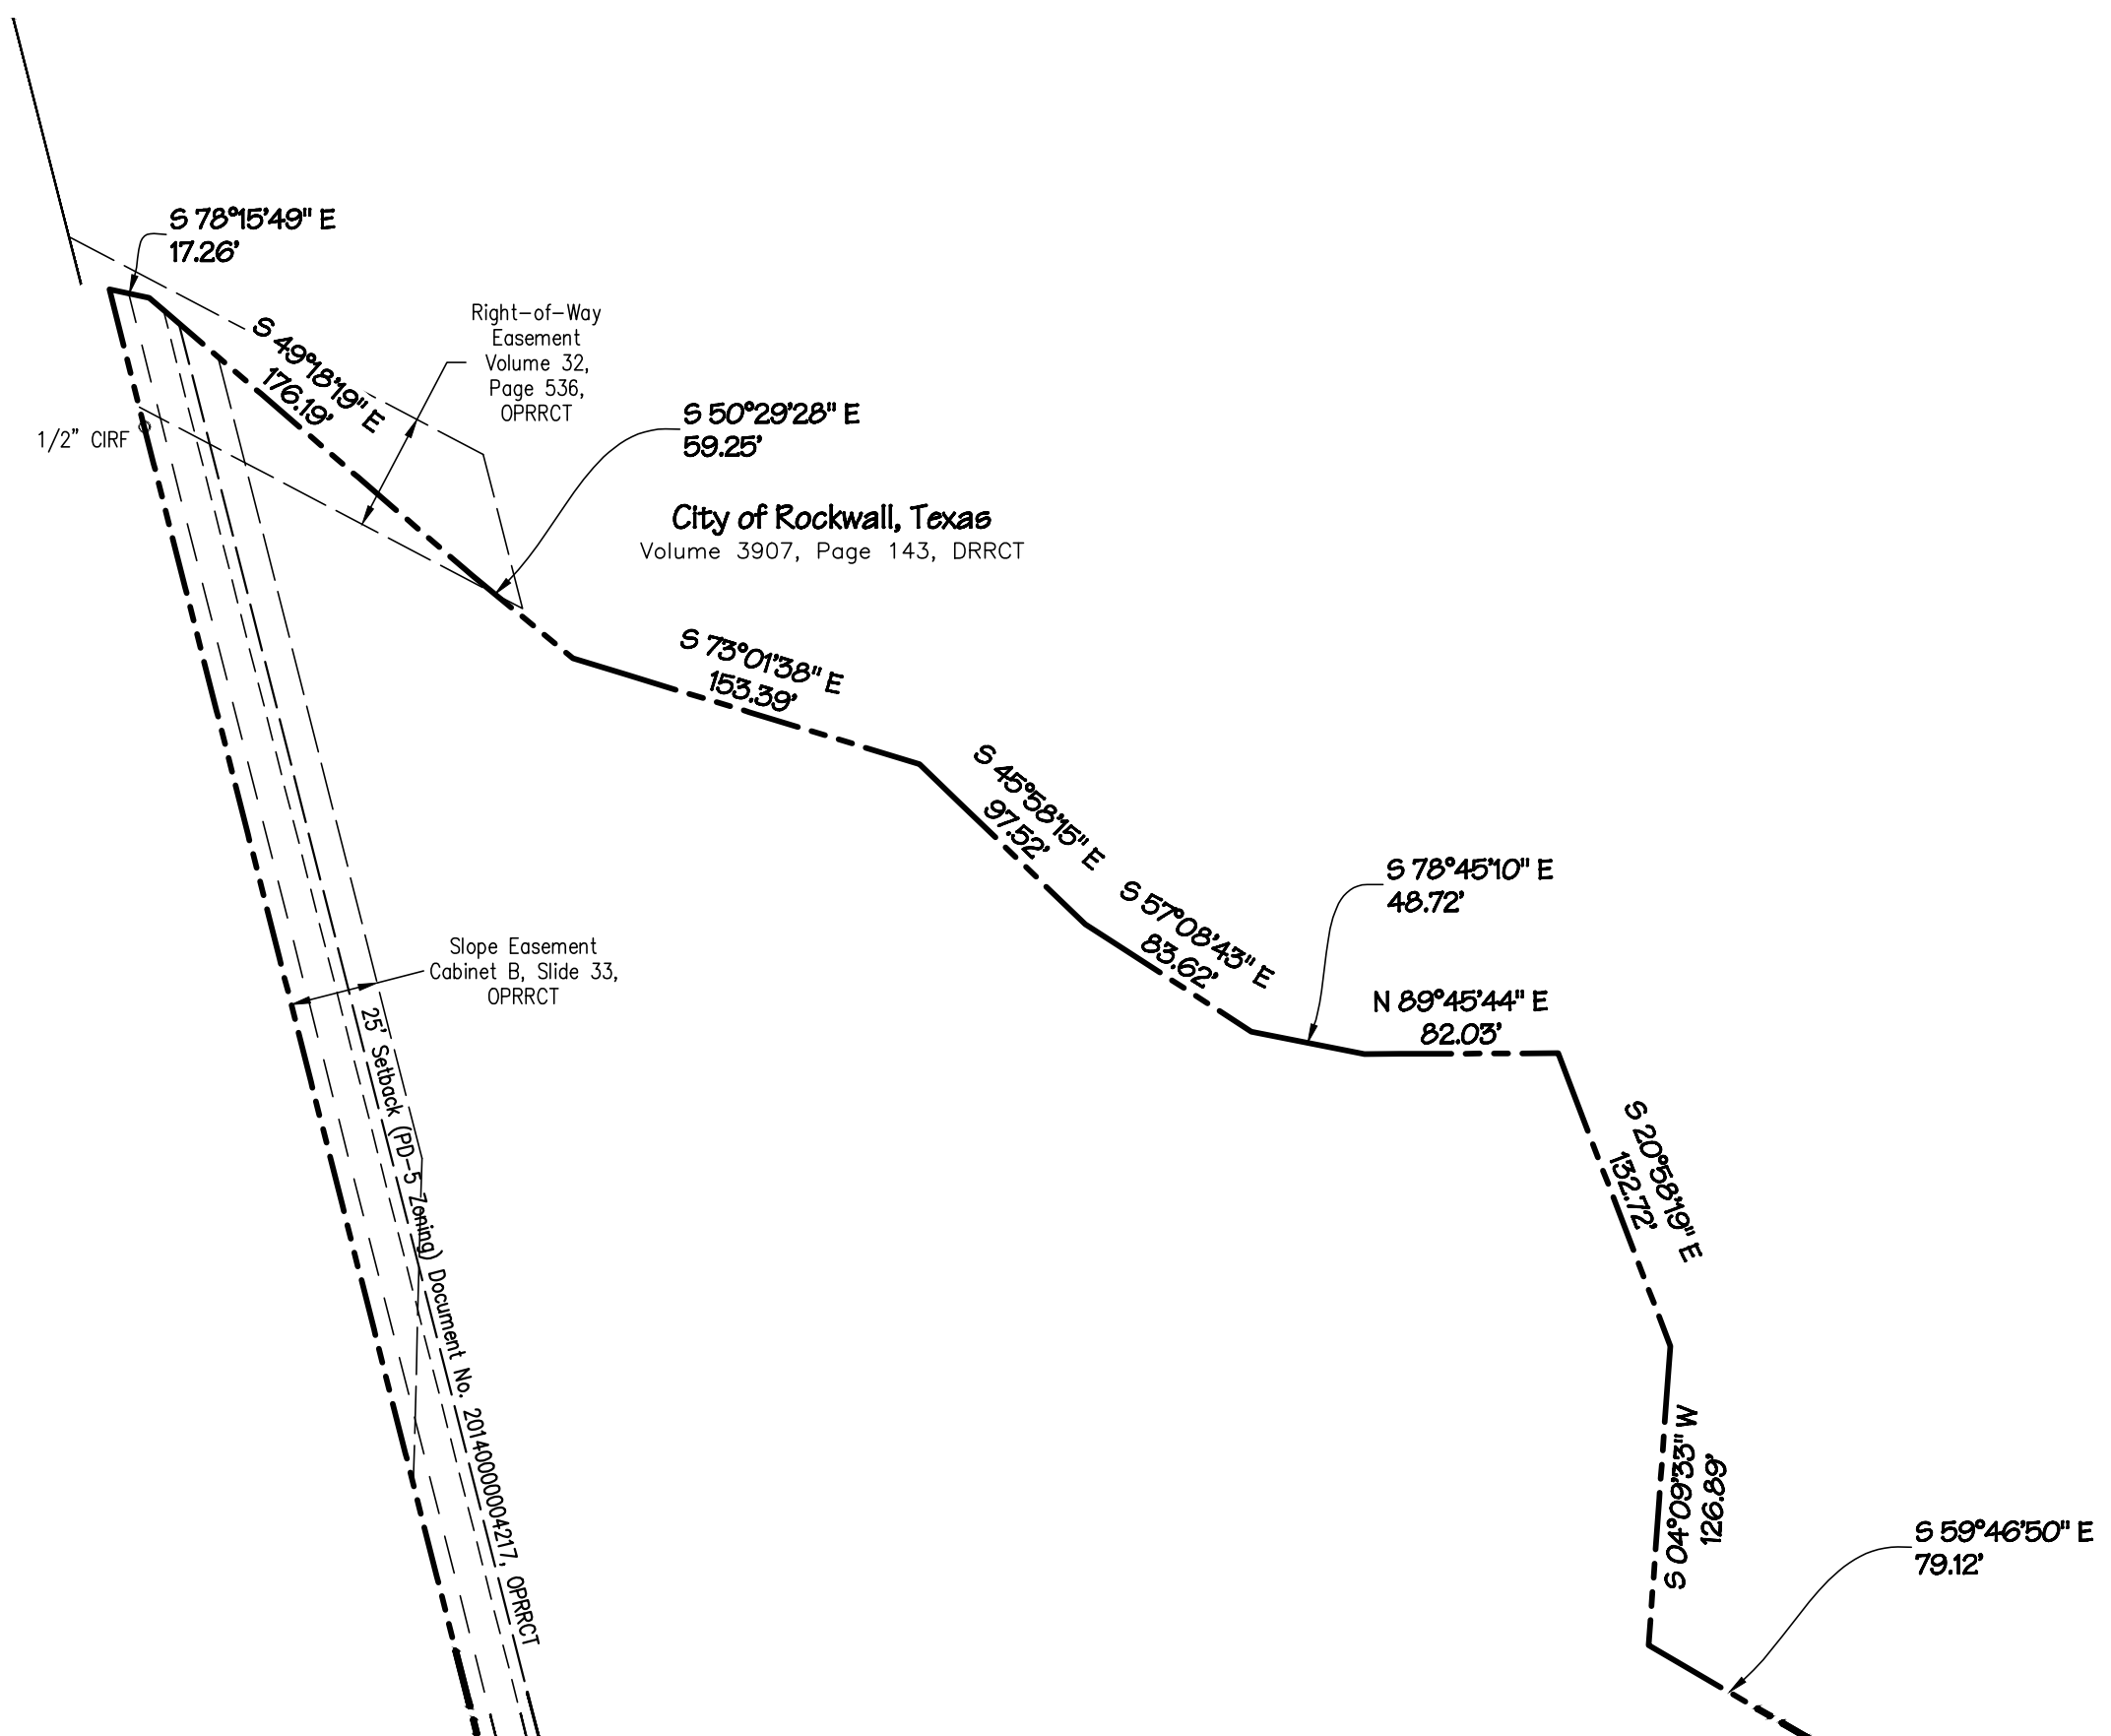 S 78°15'49" E
17.26'
S 49°18'19" E
176.19'
Right-of-Way
Easement
Volume 32,
Page 536,
OPRRCT
1/2" CIRF
S 50°29'28" E
59.25'
City of Rockwall, Texas
Volume 3907, Page 143, DRRCT
S 73°01'38" E
153.39'
S 45°58'15" E
97.52'
S 57°08'43" E
83.62'
S 78°45'10" E
48.72'
Slope Easement
Cabinet B, Slide 33,
OPRRCT
N 89°45'44" E
82.03'
25' Setback (PD-5 Zoning) Document No. 20140000004217, OPRRCT
S 20°58'19" E
132.72'
S 04°09'33" W
126.89'
S 59°46'50" E
79.12'